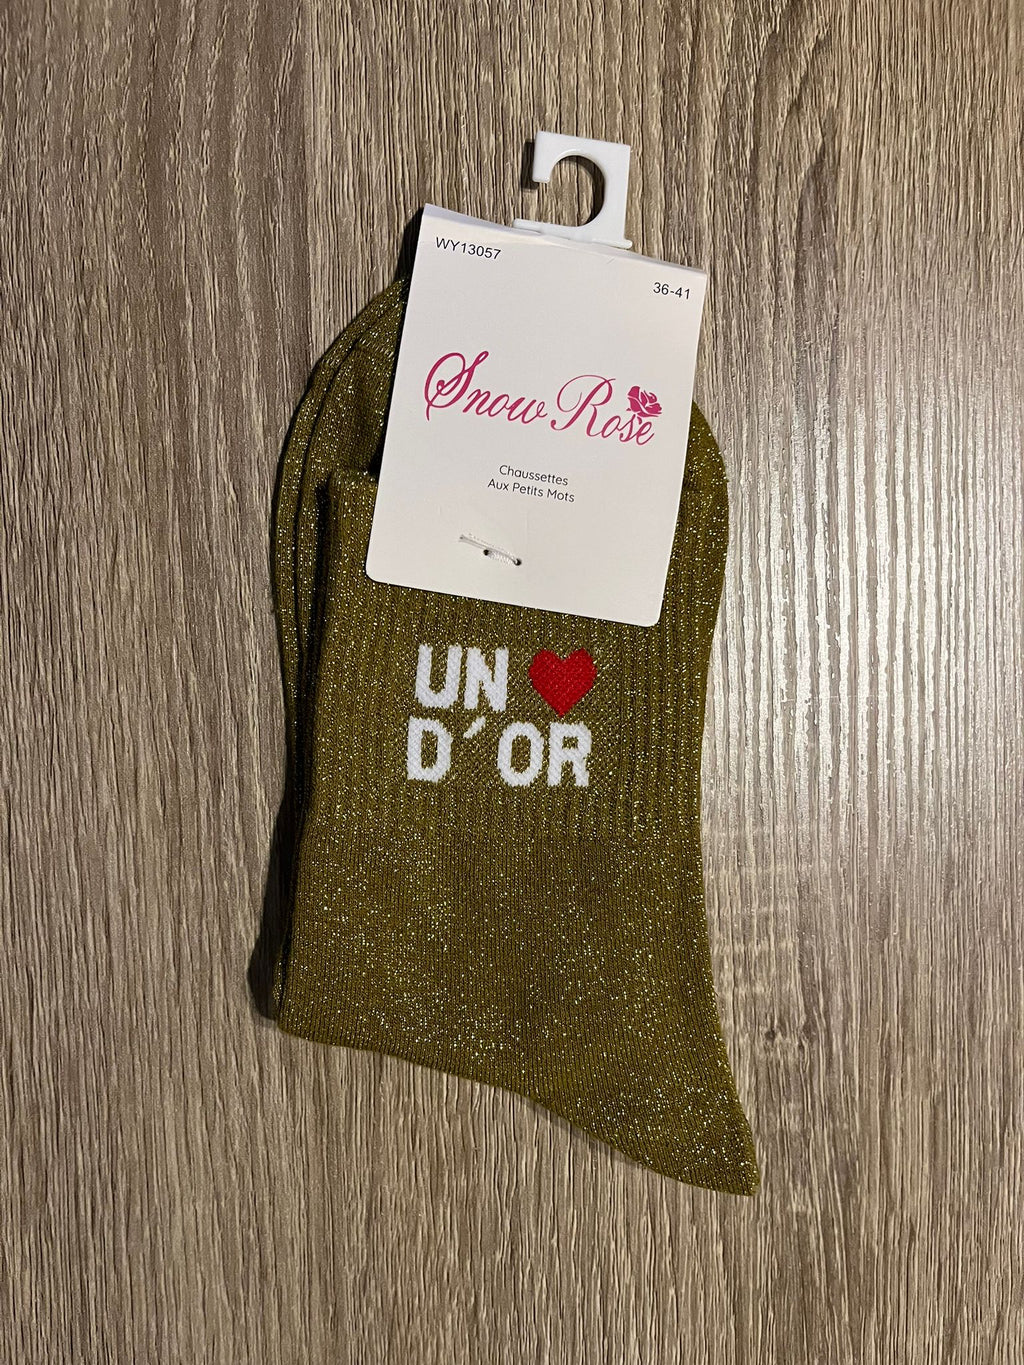 WY13057
36-41
Snow Rose
Chaussettes
Aux Petits Mots
UN ❤
D'OR